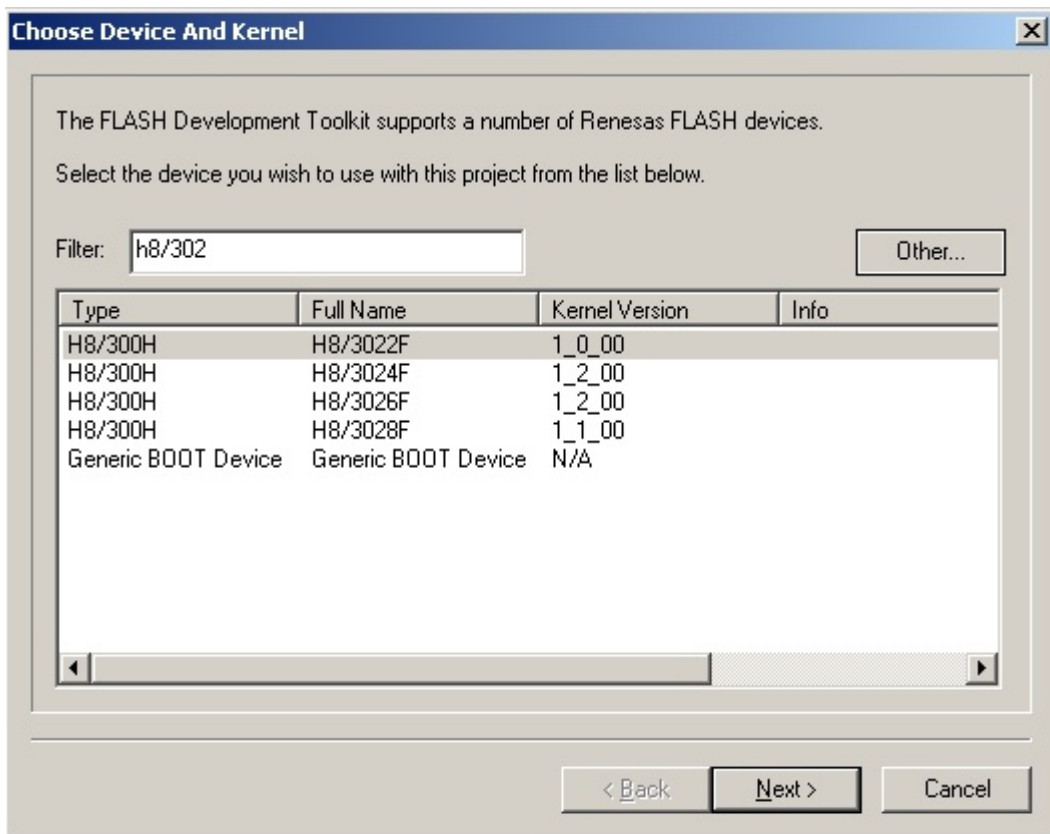 Choose Device And Kernel
The FLASH Development Toolkit supports a number of Renesas FLASH devices.
Select the device you wish to use with this project from the list below.
Filter: h8/302 Other...
Type Full Name Kernel Version Info
H8/300H H8/3022F 1_0_00
H8/300H H8/3024F 1_2_00
H8/300H H8/3026F 1_2_00
H8/300H H8/3028F 1_1_00
Generic BOOT Device Generic BOOT Device N/A
< Back Next > Cancel